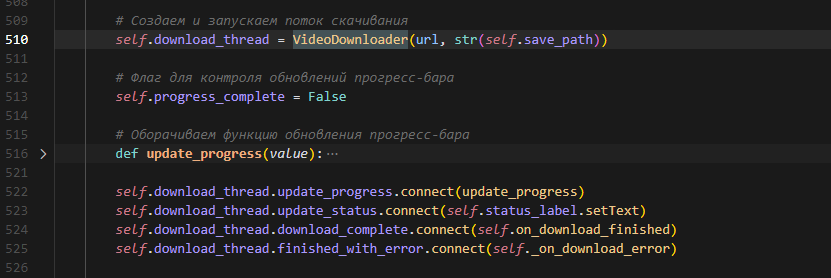 508
509 # Создаем и запускаем поток скачивания
510 self.download_thread = VideoDownloader(url, str(self.save_path))
511
512 # Флаг для контроля обновлений прогресс-бара
513 self.progress_complete = False
514
515 # Оборачиваем функцию обновления прогресс-бара
516 def update_progress(value):⋯
521
522 self.download_thread.update_progress.connect(update_progress)
523 self.download_thread.update_status.connect(self.status_label.setText)
524 self.download_thread.download_complete.connect(self.on_download_finished)
525 self.download_thread.finished_with_error.connect(self._on_download_error)
526